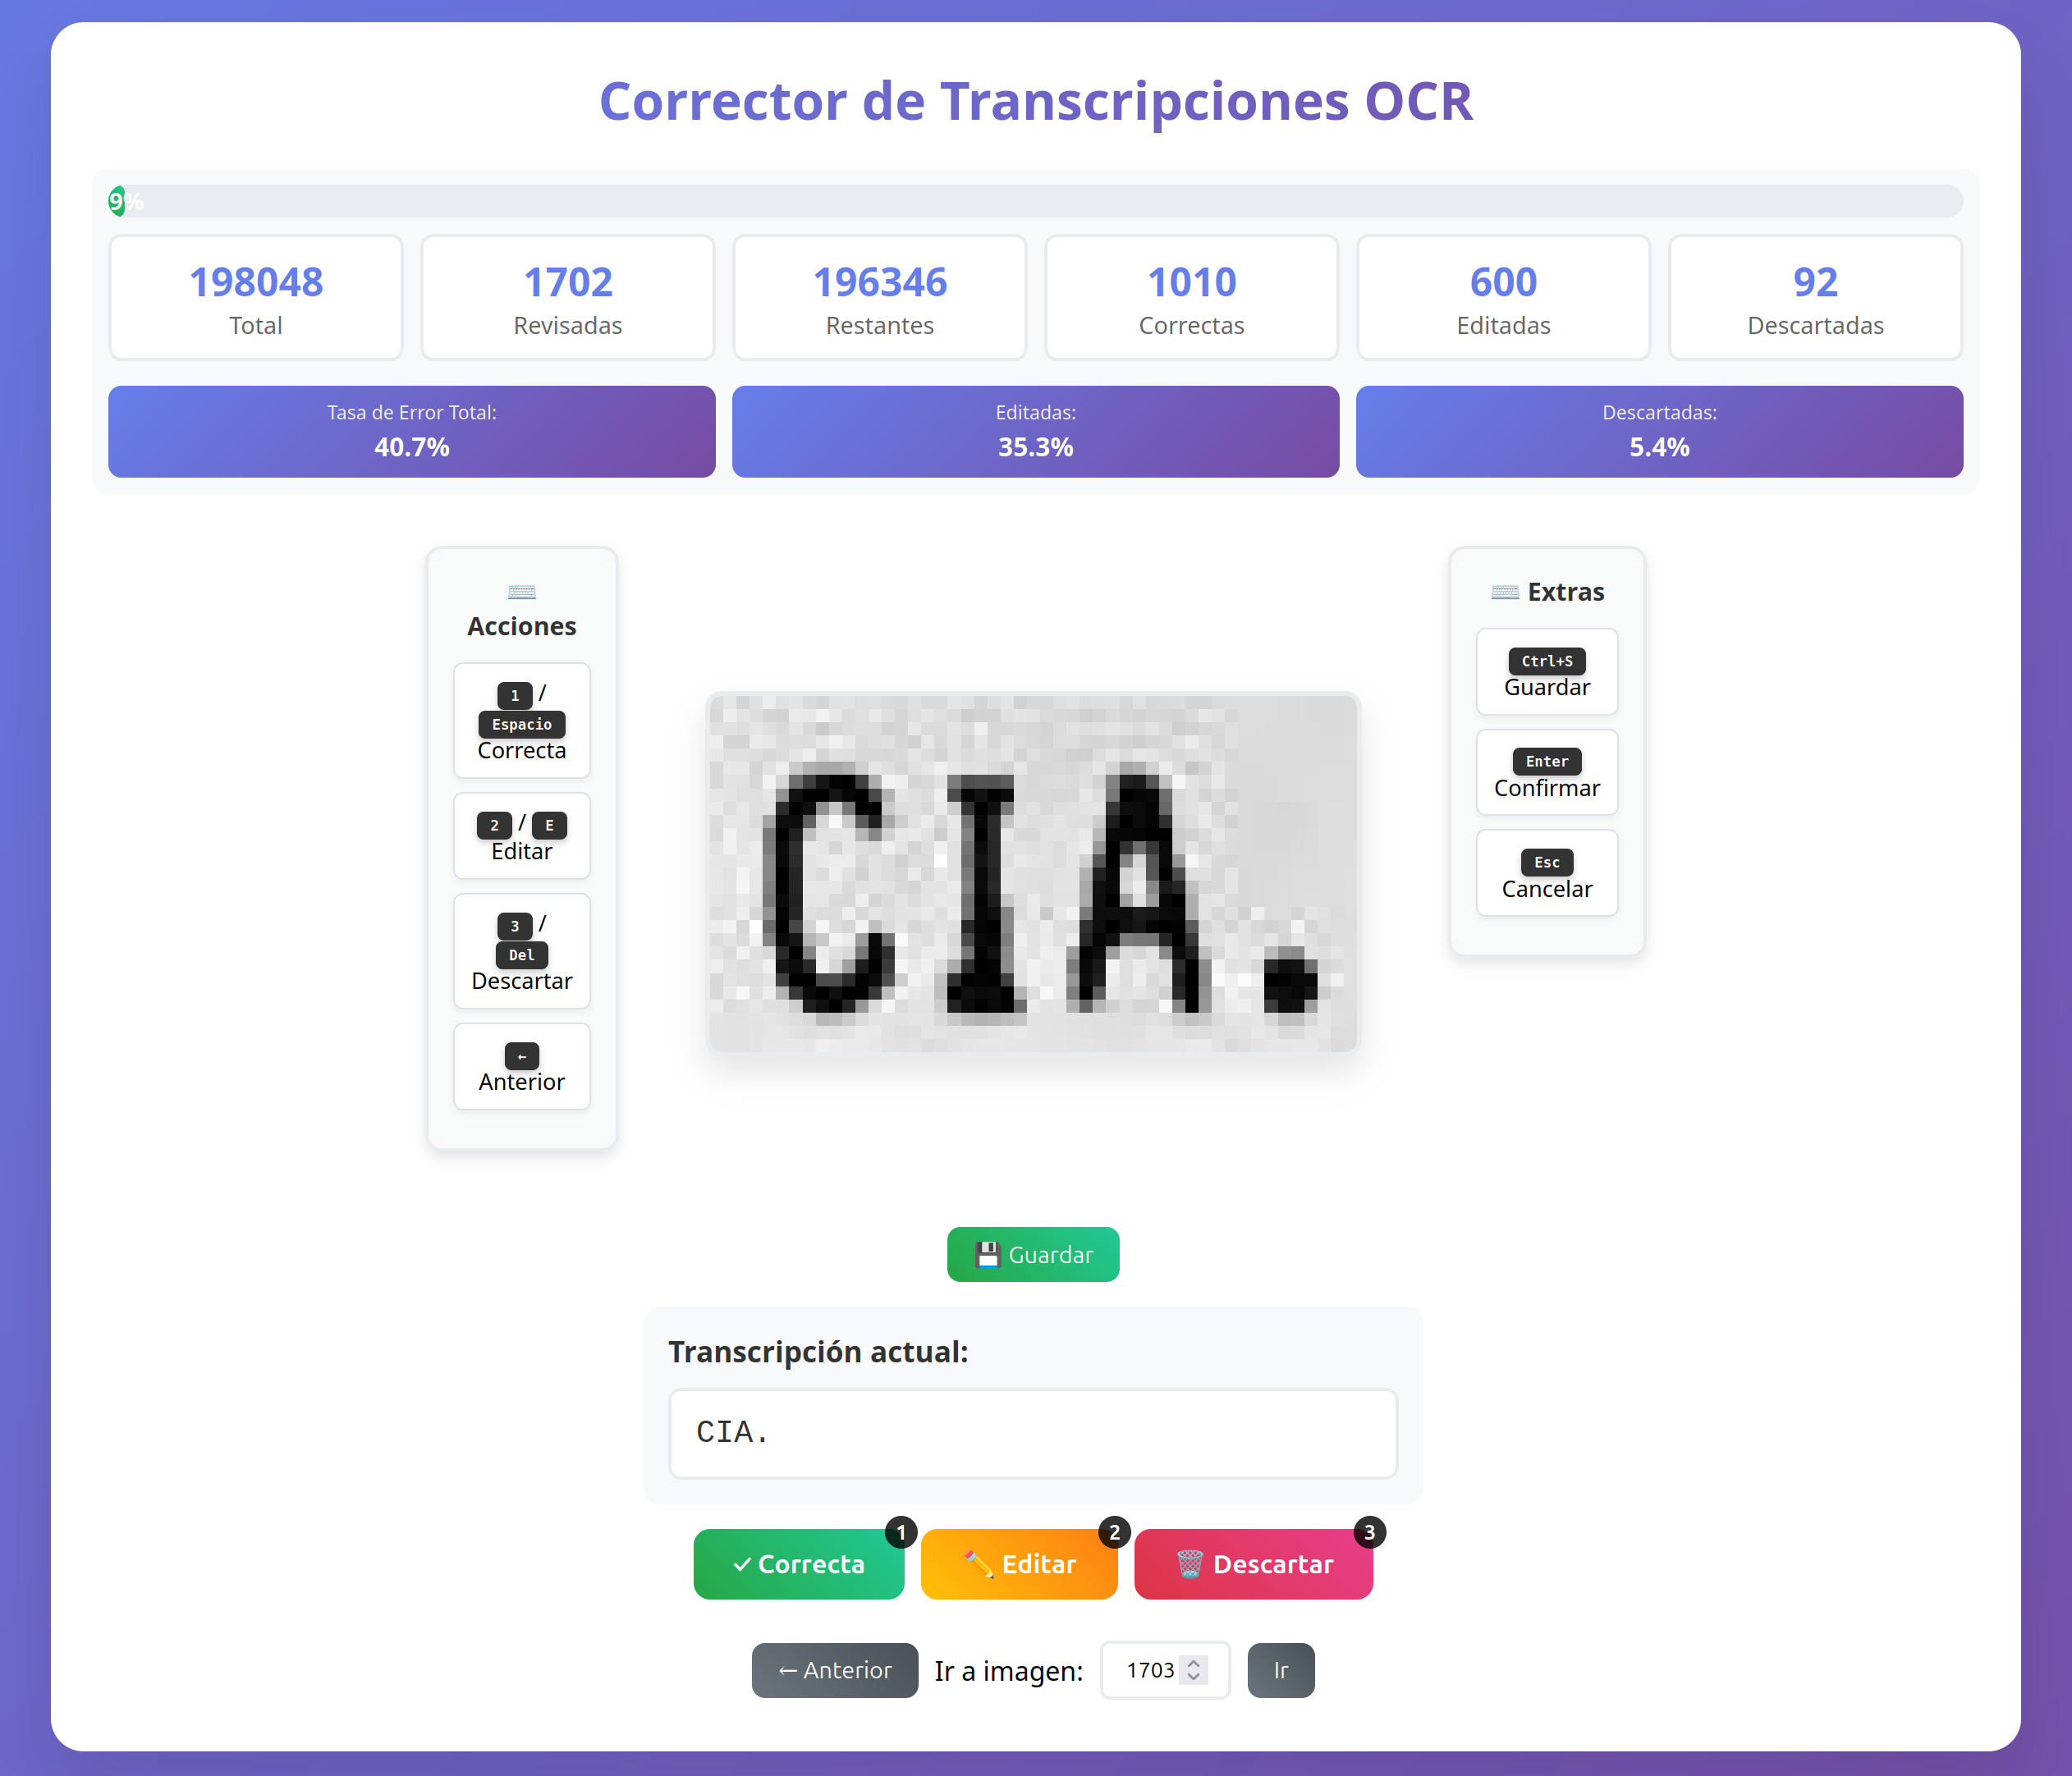 Corrector de Transcripciones OCR
9%
198048
Total
1702
Revisadas
196346
Restantes
1010
Correctas
600
Editadas
92
Descartadas
Tasa de Error Total:
40.7%
Editadas:
35.3%
Descartadas:
5.4%
⌨️ Acciones
1 /
Espacio
Correcta
2 / E
Editar
3 /
Del
Descartar
←
Anterior
CIA.
⌨️ Extras
Ctrl+S
Guardar
Enter
Confirmar
Esc
Cancelar
💾 Guardar
Transcripción actual:
CIA.
✓ Correcta 1
✏️ Editar 2
🗑️ Descartar 3
← Anterior Ir a imagen: 1703 Ir